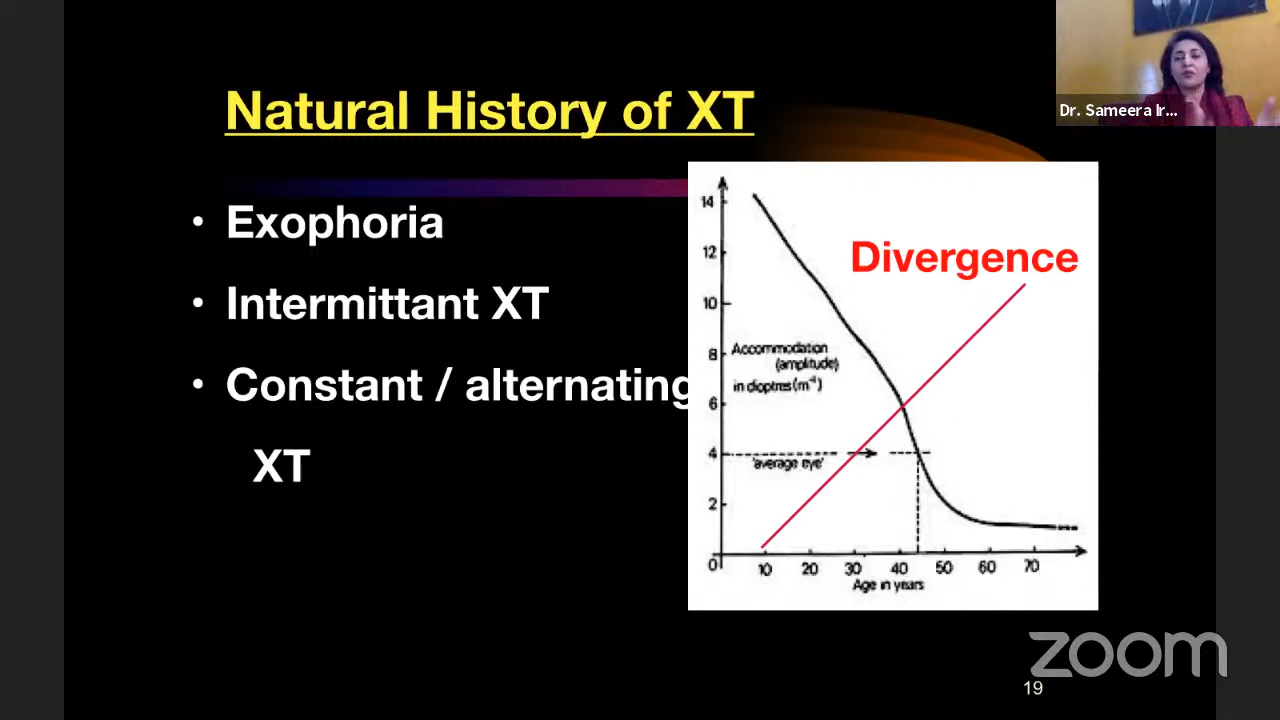 Dr. Sameera Ir...
Natural History of XT
• Exophoria
• Intermittant XT
• Constant / alternating
XT
Divergence
14
12
10
8
6
4
2
0
Accommodation
(amplitude)
in dioptres (m⁻¹)
'average eye'
10 20 30 40 50 60 70
Age in years
zoom
19